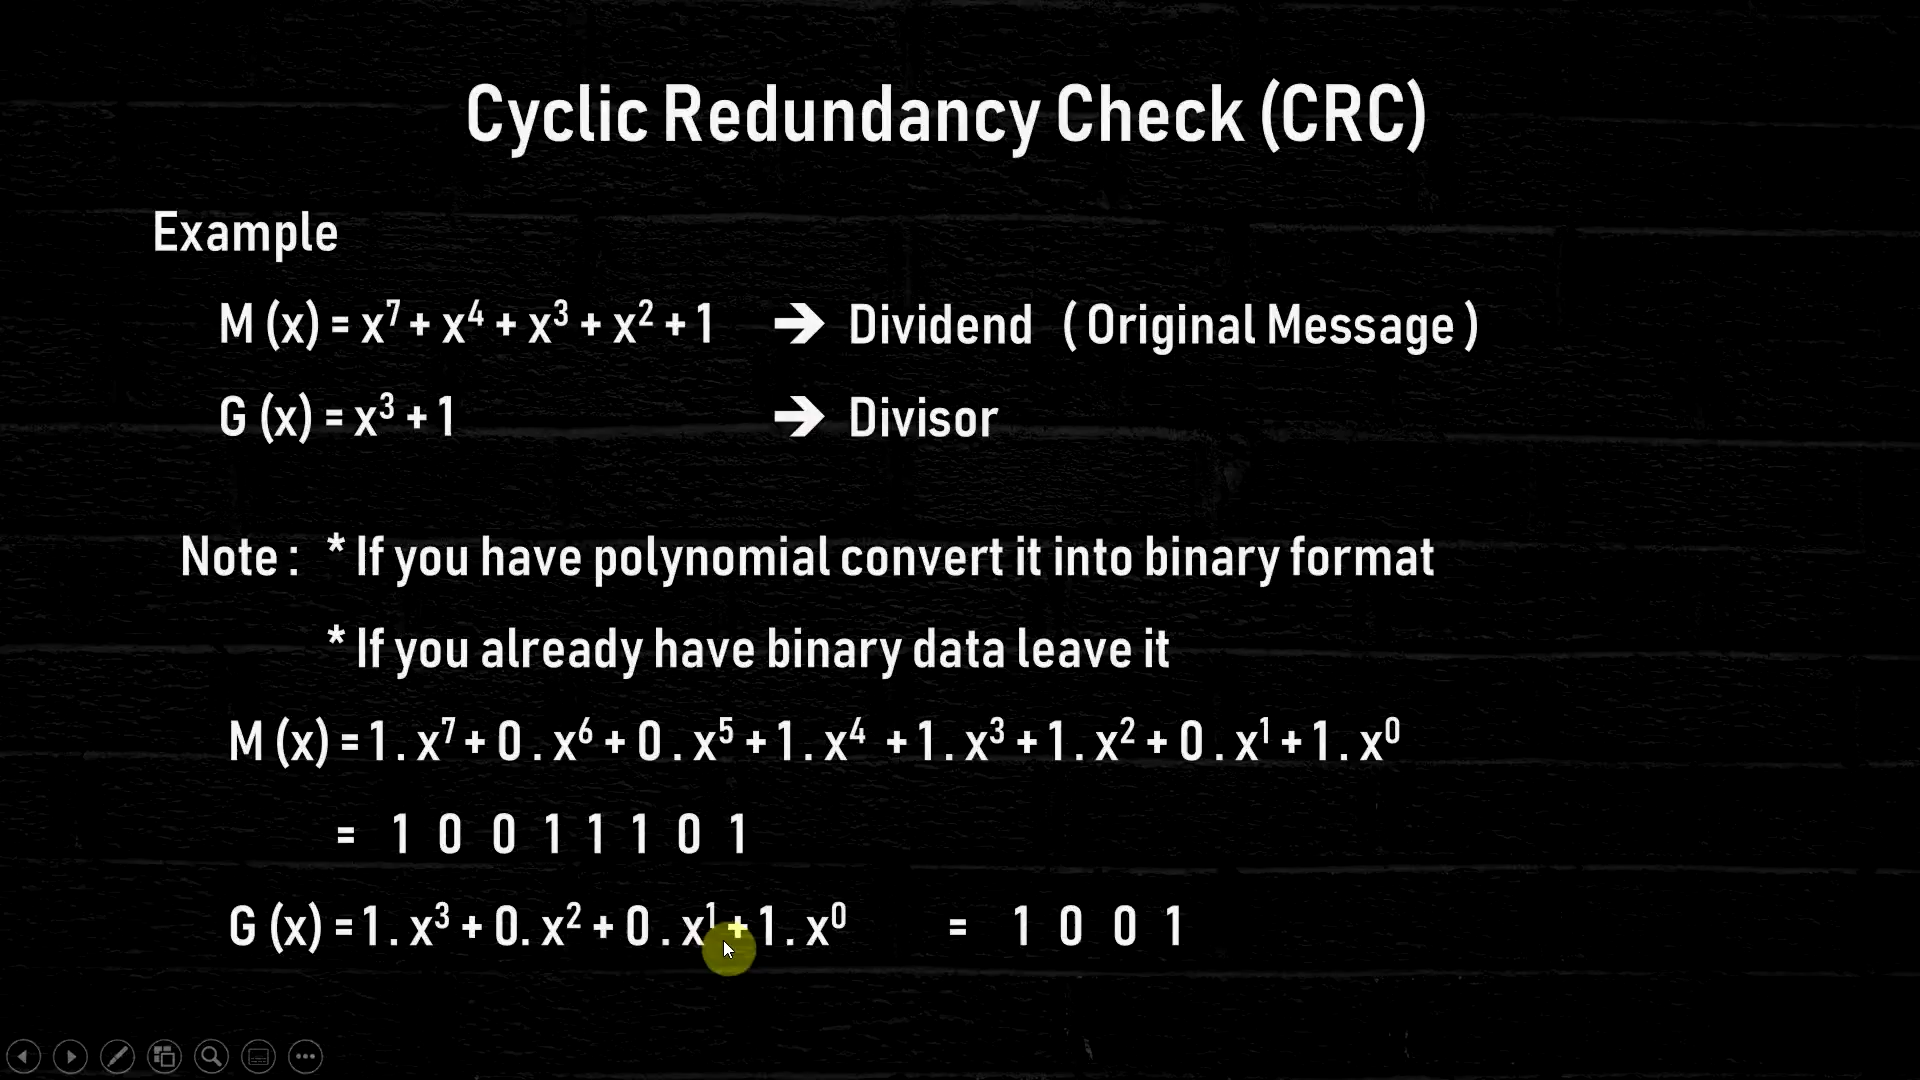 Cyclic Redundancy Check (CRC)
Example
M (x) = x⁷ + x⁴ + x³ + x² + 1 ➔ Dividend ( Original Message )
G (x) = x³ + 1 ➔ Divisor
Note : * If you have polynomial convert it into binary format
* If you already have binary data leave it
M (x) = 1 . x⁷ + 0 . x⁶ + 0 . x⁵ + 1 . x⁴ + 1 . x³ + 1 . x² + 0 . x¹ + 1 . x⁰
= 1 0 0 1 1 1 0 1
G (x) = 1 . x³ + 0. x² + 0 . x¹ + 1 . x⁰ = 1 0 0 1